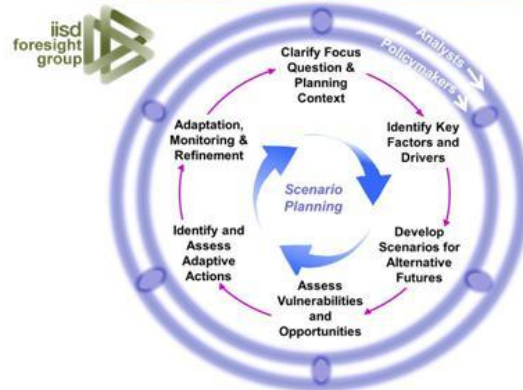 iisd
foresight
group
Clarify Focus
Question &
Planning
Context
Analysts
Policymakers
Identify Key
Factors and
Drivers
Develop
Scenarios for
Alternative
Futures
Assess
Vulnerabilities
and
Opportunities
Identify and
Assess
Adaptive
Actions
Adaptation,
Monitoring &
Refinement
Scenario
Planning